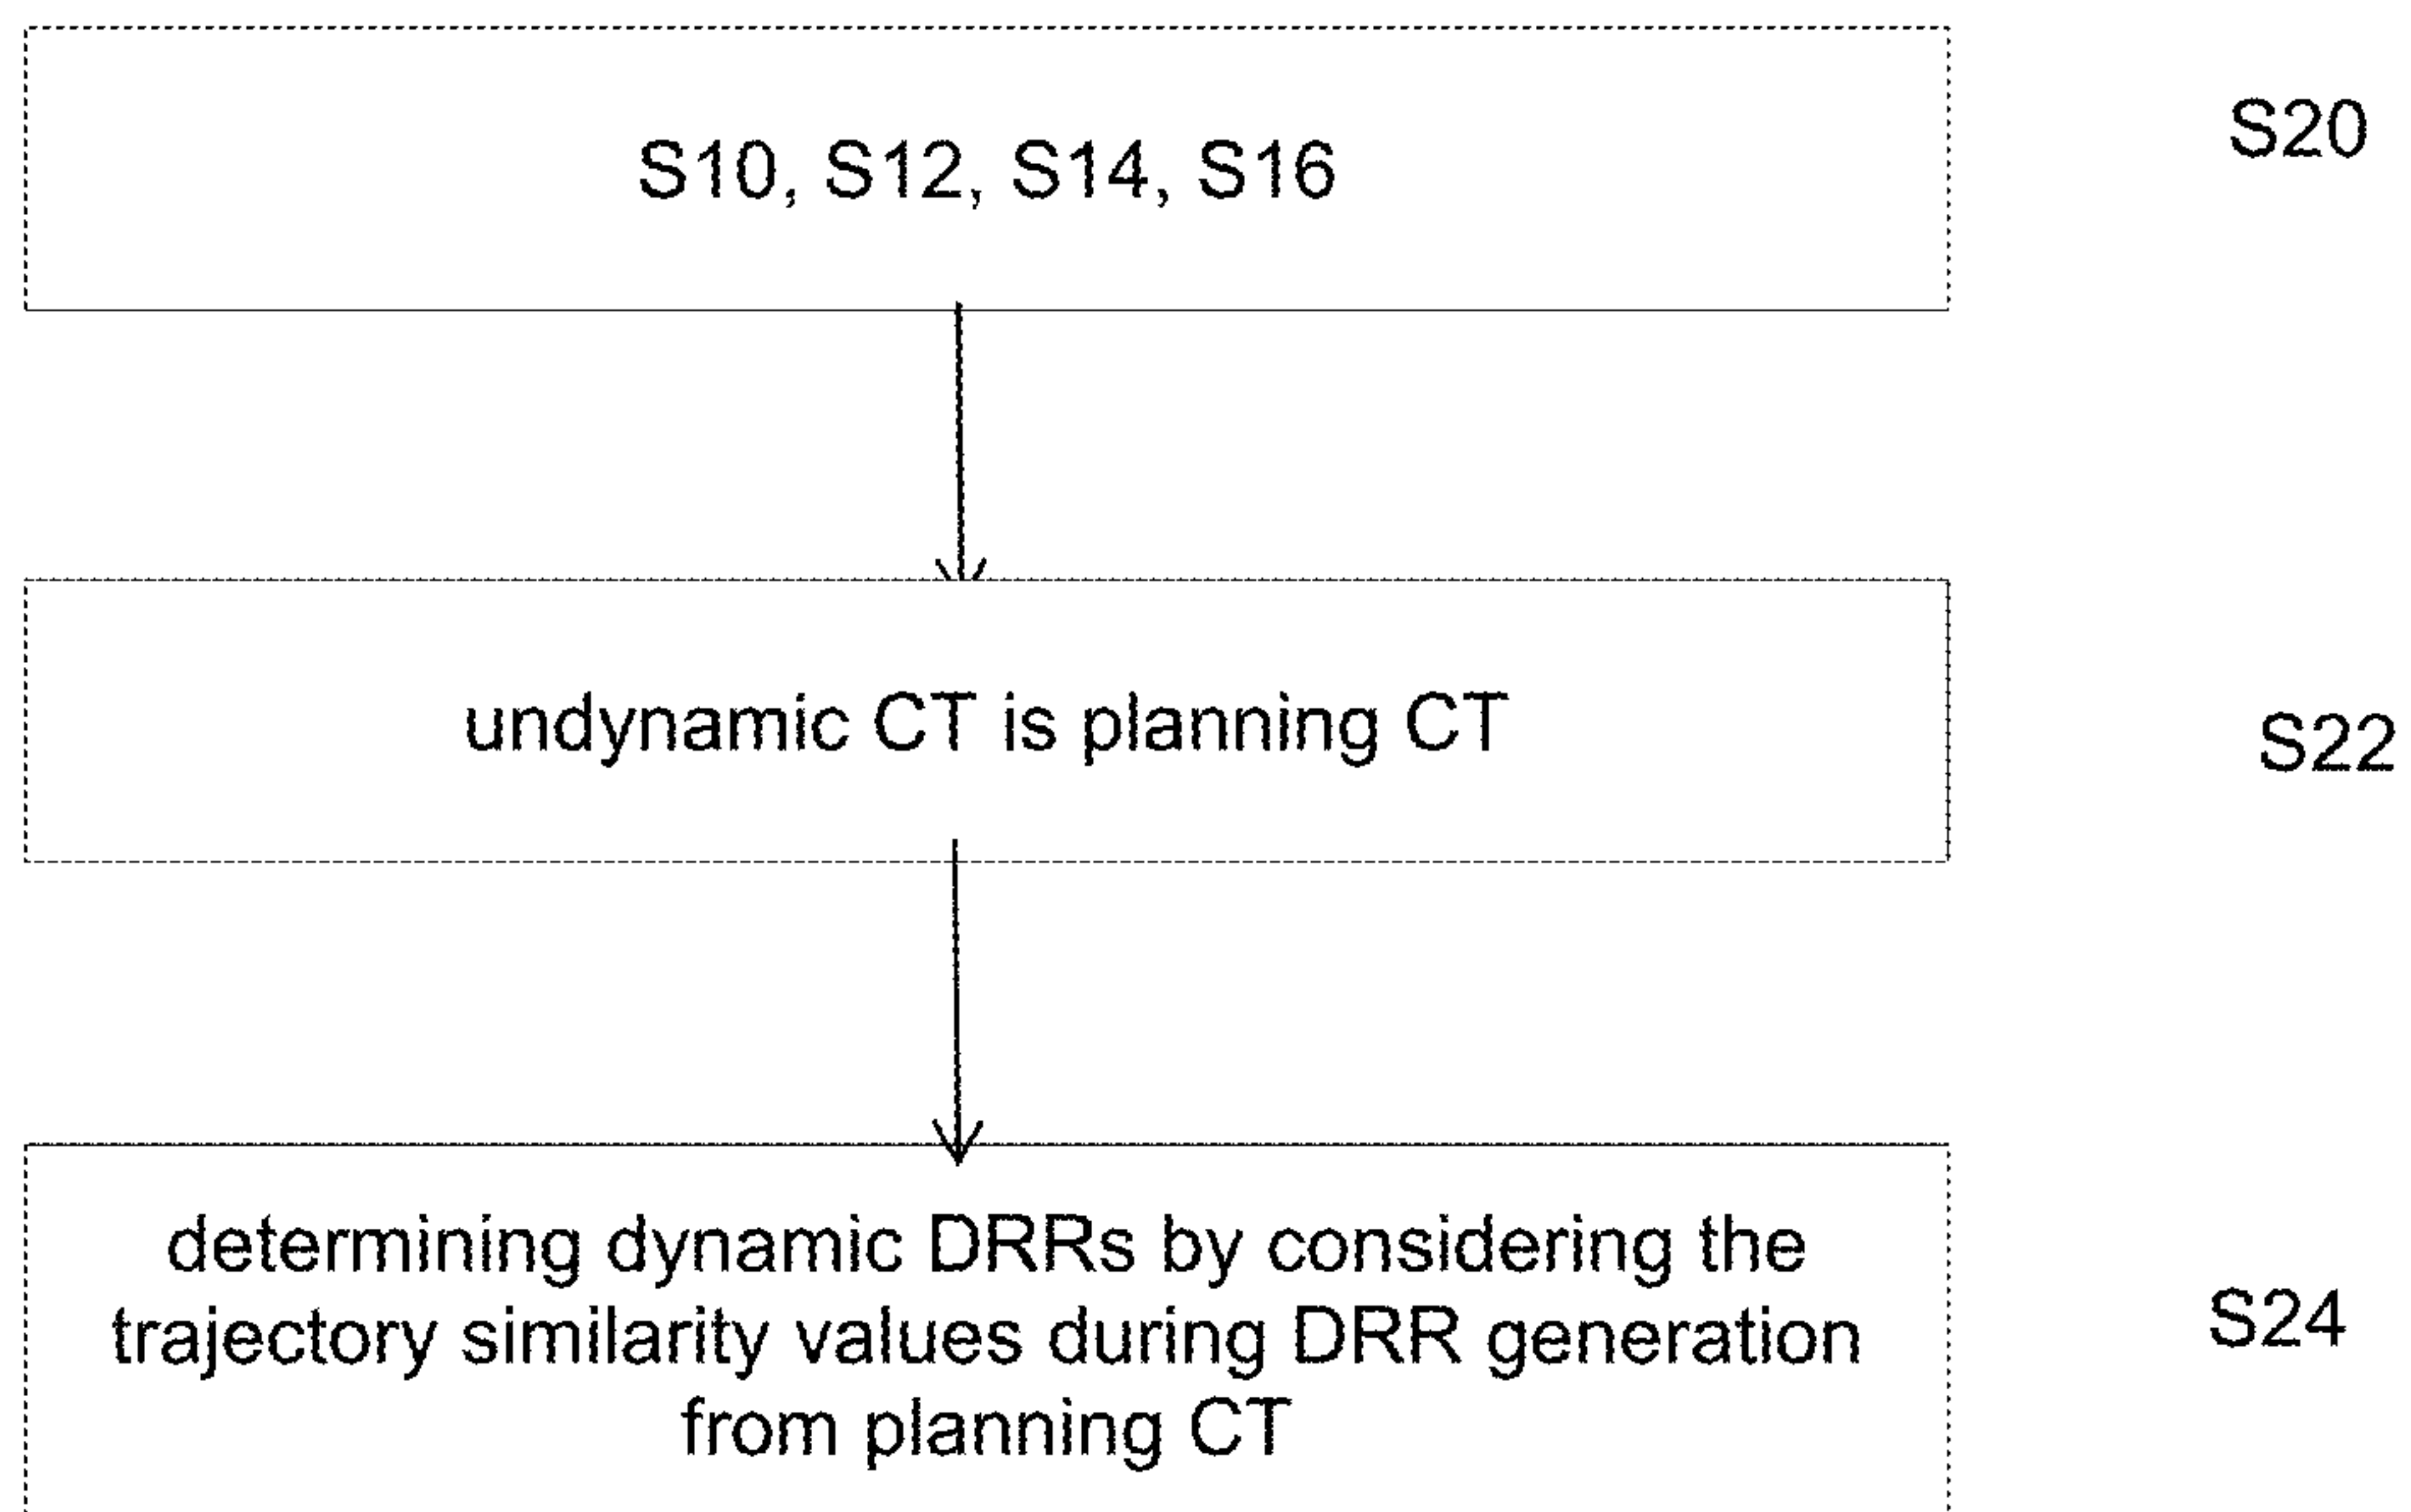 S10, S12, S14, S16
S20
undynamic CT is planning CT
S22
determining dynamic DRRs by considering the
trajectory similarity values during DRR generation
from planning CT
S24